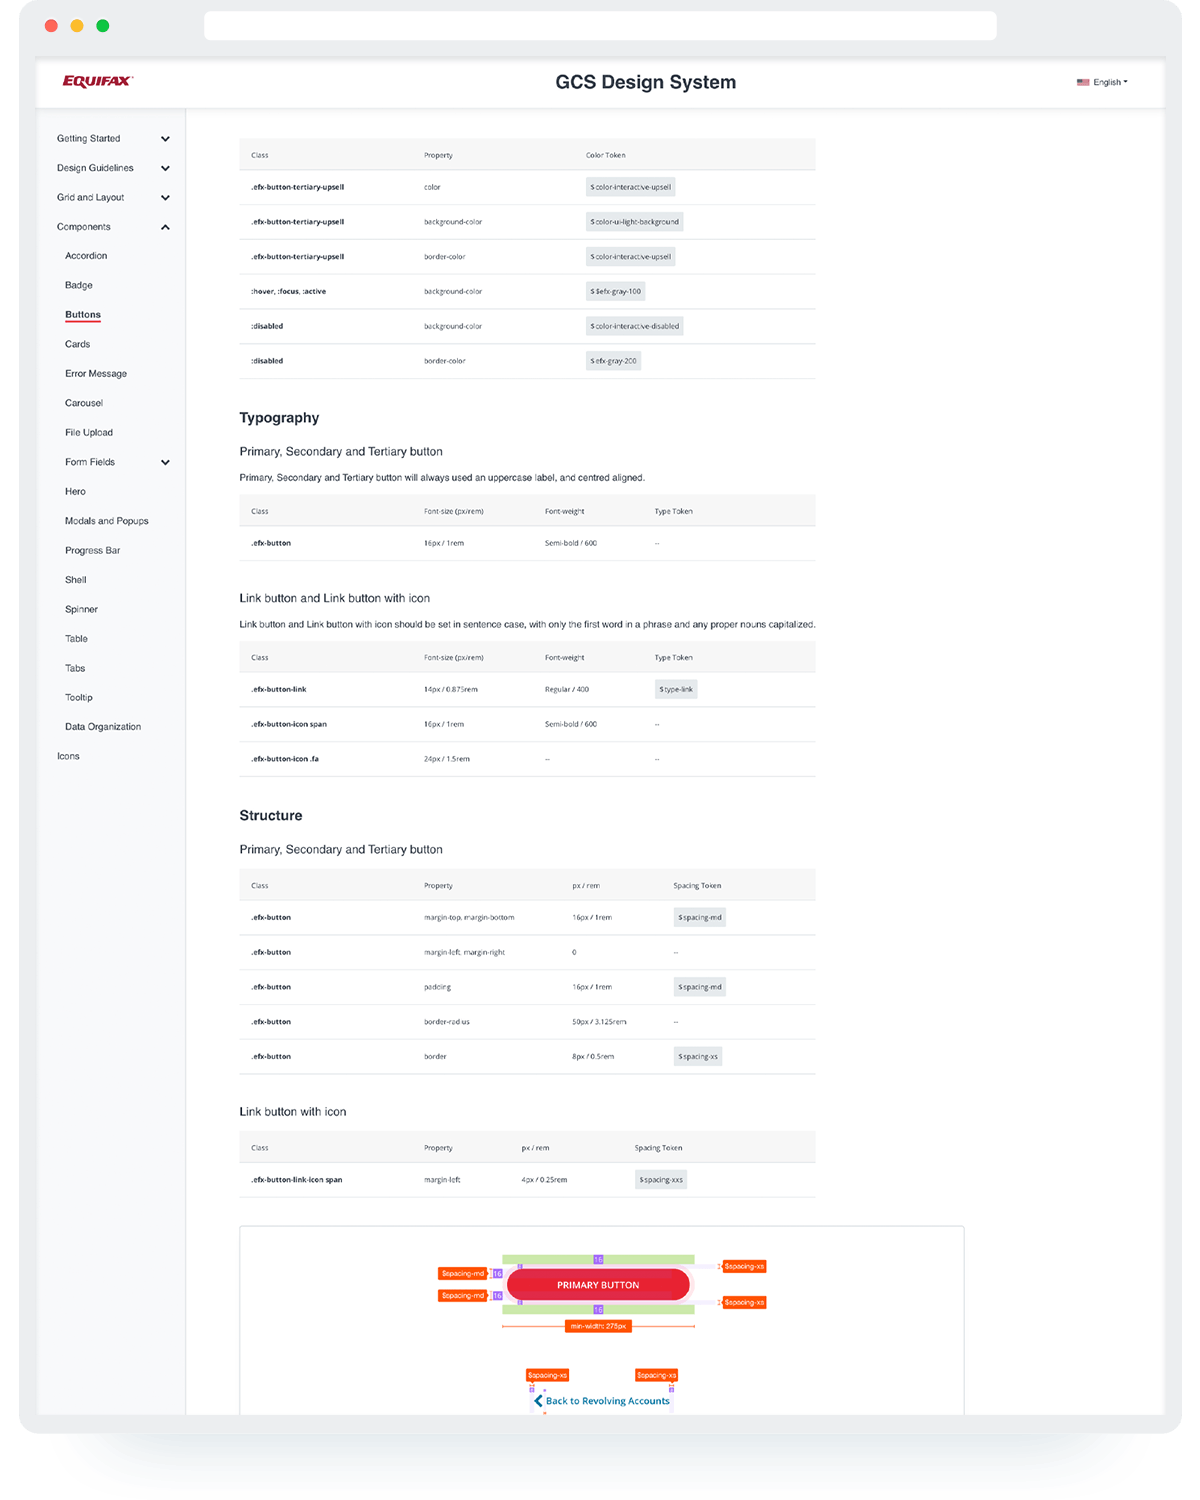 EQUIFAX
GCS Design System
English
Getting Started
Design Guidelines
Grid and Layout
Components
Accordion
Badge
Buttons
Cards
Error Message
Carousel
File Upload
Form Fields
Hero
Modals and Popups
Progress Bar
Shell
Spinner
Table
Tabs
Tooltip
Data Organization
Icons
Class Property Color Token
.efx-button-tertiary-upsell color $color-interactive-upsell
.efx-button-tertiary-upsell background-color $color-ui-light-background
.efx-button-tertiary-upsell border-color $color-interactive-upsell
:hover, :focus, :active background-color $ $efx-gray-100
:disabled background-color $color-interactive-disabled
:disabled border-color $efx-gray-200
Typography
Primary, Secondary and Tertiary button
Primary, Secondary and Tertiary button will always used an uppercase label, and centred aligned.
Class Font-size (px/rem) Font-weight Type Token
.efx-button 16px / 1rem Semi-bold / 600 --
Link button and Link button with icon
Link button and Link button with icon should be set in sentence case, with only the first word in a phrase and any proper nouns capitalized.
Class Font-size (px/rem) Font-weight Type Token
.efx-button-link 14px / 0.875rem Regular / 400 $type-link
.efx-button-icon span 16px / 1rem Semi-bold / 600 --
.efx-button-icon .fa 24px / 1.5rem -- --
Structure
Primary, Secondary and Tertiary button
Class Property px / rem Spacing Token
.efx-button margin-top, margin-bottom 16px / 1rem $spacing-md
.efx-button margin-left, margin-right 0 --
.efx-button padding 16px / 1rem $spacing-md
.efx-button border-radius 50px / 3.125rem --
.efx-button border 8px / 0.5rem $spacing-xs
Link button with icon
Class Property px / rem Spacing Token
.efx-button-link-icon span margin-left 4px / 0.25rem $spacing-xxs
16
$spacing-xs
$spacing-md 16
PRIMARY BUTTON
$spacing-md 16
$spacing-xs
16
min-width: 275px
$spacing-xs $spacing-xs
Back to Revolving Accounts